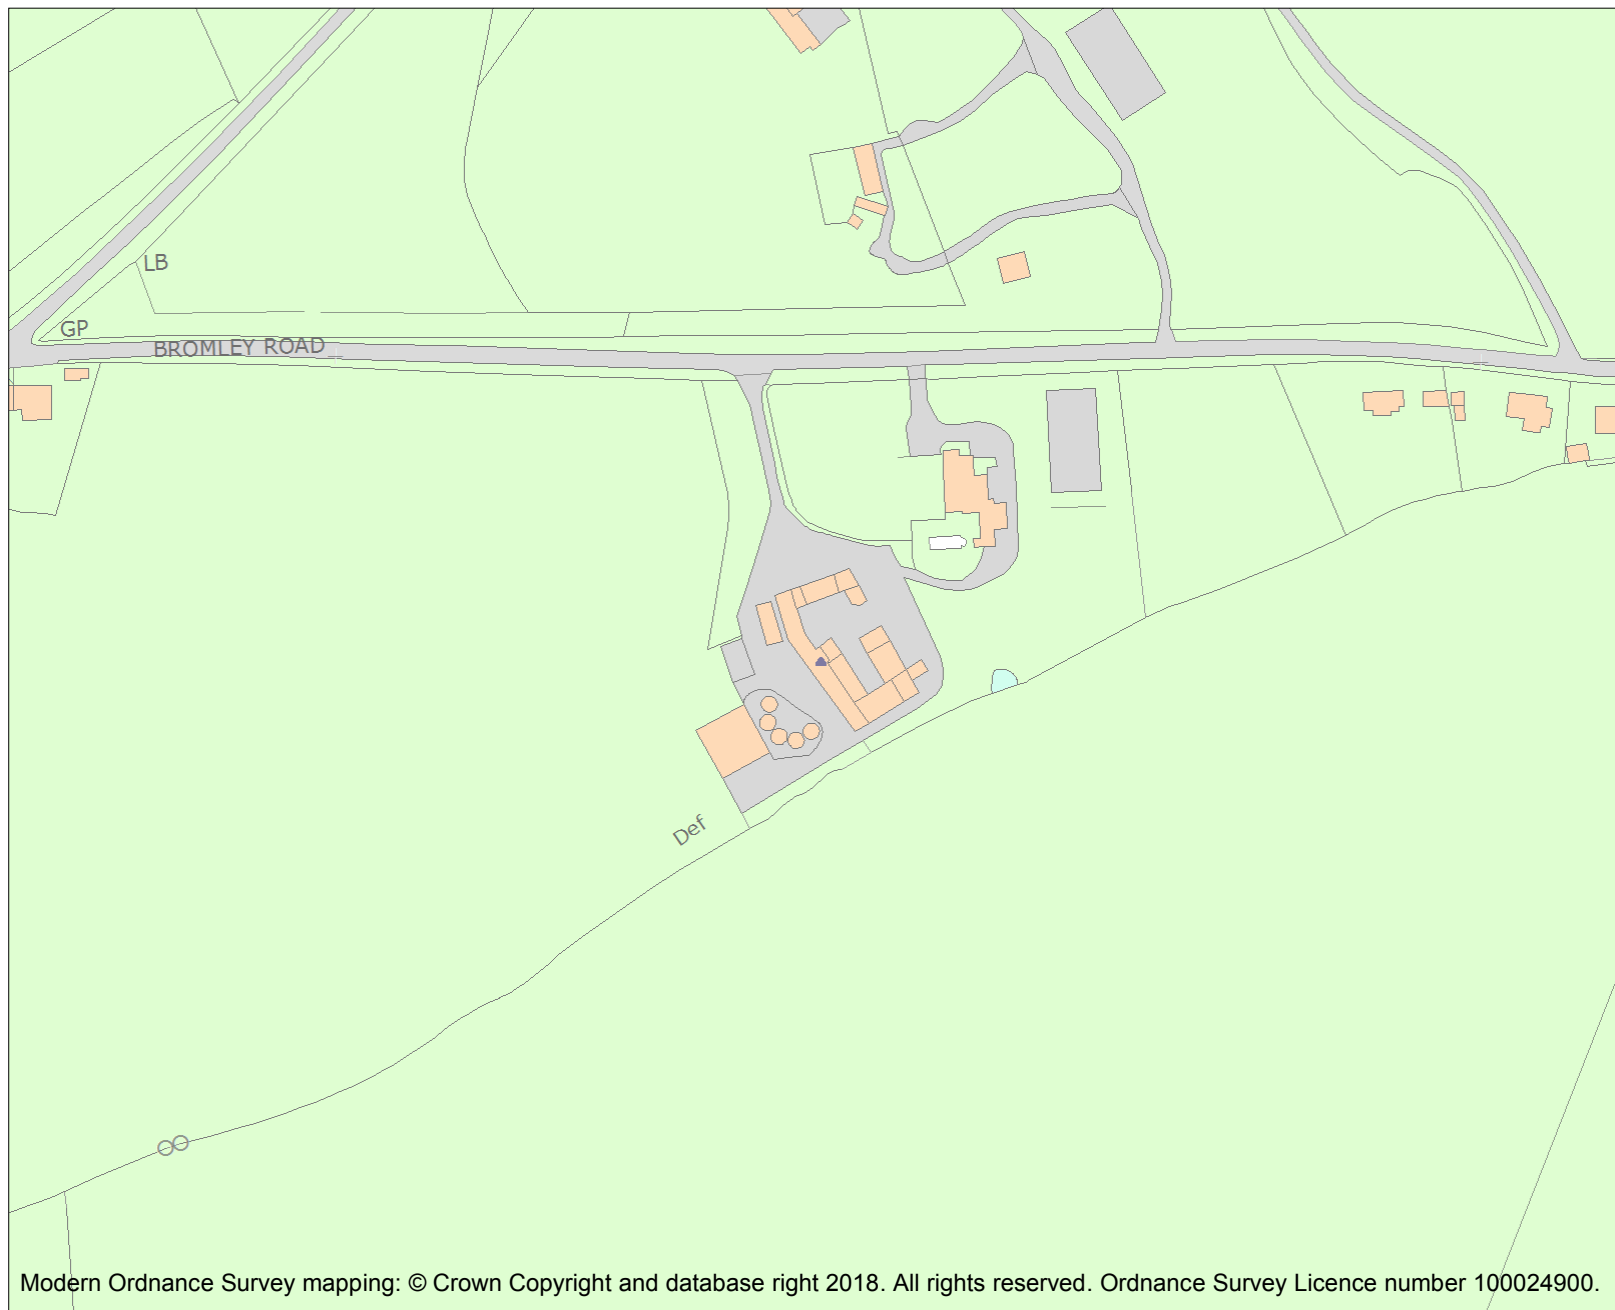 LB
GP
BROMLEY ROAD
Def
Modern Ordnance Survey mapping: © Crown Copyright and database right 2018. All rights reserved. Ordnance Survey Licence number 100024900.